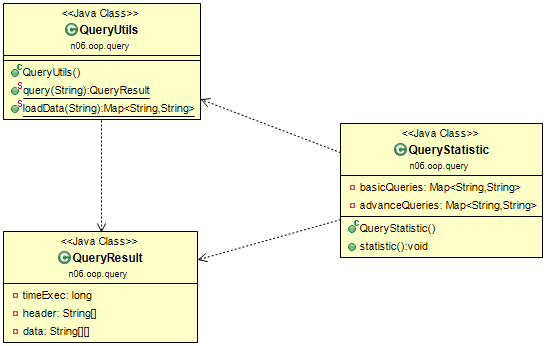 <<Java Class>>
QueryUtils
n06.oop.query
QueryUtils()
query(String):QueryResult
loadData(String):Map<String,String>
<<Java Class>>
QueryStatistic
n06.oop.query
basicQueries: Map<String,String>
advanceQueries: Map<String,String>
QueryStatistic()
statistic():void
<<Java Class>>
QueryResult
n06.oop.query
timeExec: long
header: String[]
data: String[][]